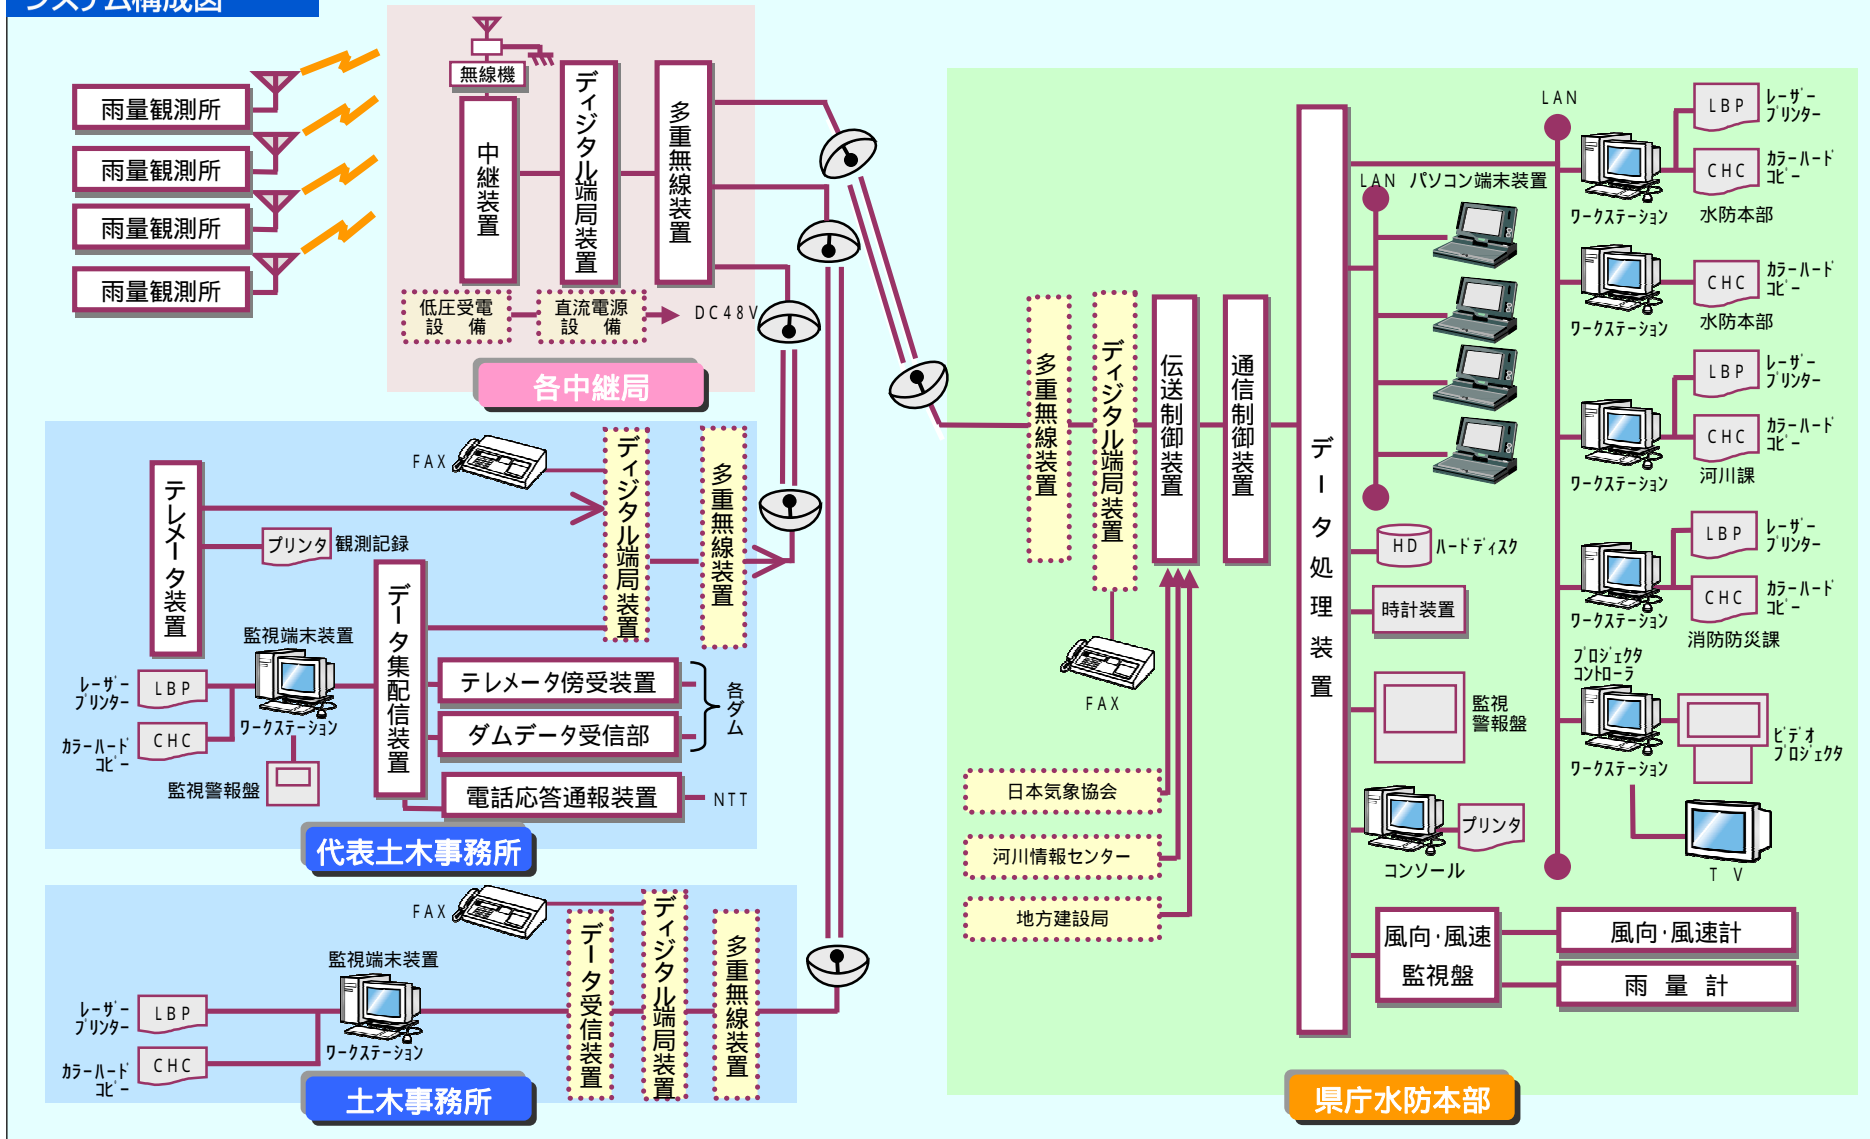 システム構成図
雨量観測所
雨量観測所
雨量観測所
雨量観測所
無線機
中継装置
ディジタル端局装置
多重無線装置
低圧受電
設　備
直流電源
設　備
DC48V
各中継局
テレメータ装置
FAX
プリンタ
観測記録
ディジタル端局装置
多重無線装置
データ集配信装置
監視端末装置
ワークステーション
レーザー
プリンター
LBP
カラーハード
コピー
CHC
監視警報盤
テレメータ傍受装置
ダムデータ受信部
各ダム
電話応答通報装置
NTT
代表土木事務所
FAX
監視端末装置
ワークステーション
レーザー
プリンター
LBP
カラーハード
コピー
CHC
データ受信装置
ディジタル端局装置
多重無線装置
土木事務所
多重無線装置
ディジタル端局装置
伝送制御装置
通信制御装置
データ処理装置
FAX
日本気象協会
河川情報センター
地方建設局
LAN
パソコン端末装置
HD
ハードディスク
時計装置
監視
警報盤
コンソール
プリンタ
風向・風速
監視盤
風向・風速計
雨量計
LAN
ワークステーション
LBP
レーザー
プリンター
CHC
カラーハード
コピー
水防本部
ワークステーション
CHC
カラーハード
コピー
水防本部
ワークステーション
LBP
レーザー
プリンター
CHC
カラーハード
コピー
河川課
ワークステーション
LBP
レーザー
プリンター
CHC
カラーハード
コピー
消防防災課
プロジェクタ
コントローラ
ワークステーション
ビデオ
プロジェクタ
TV
県庁水防本部